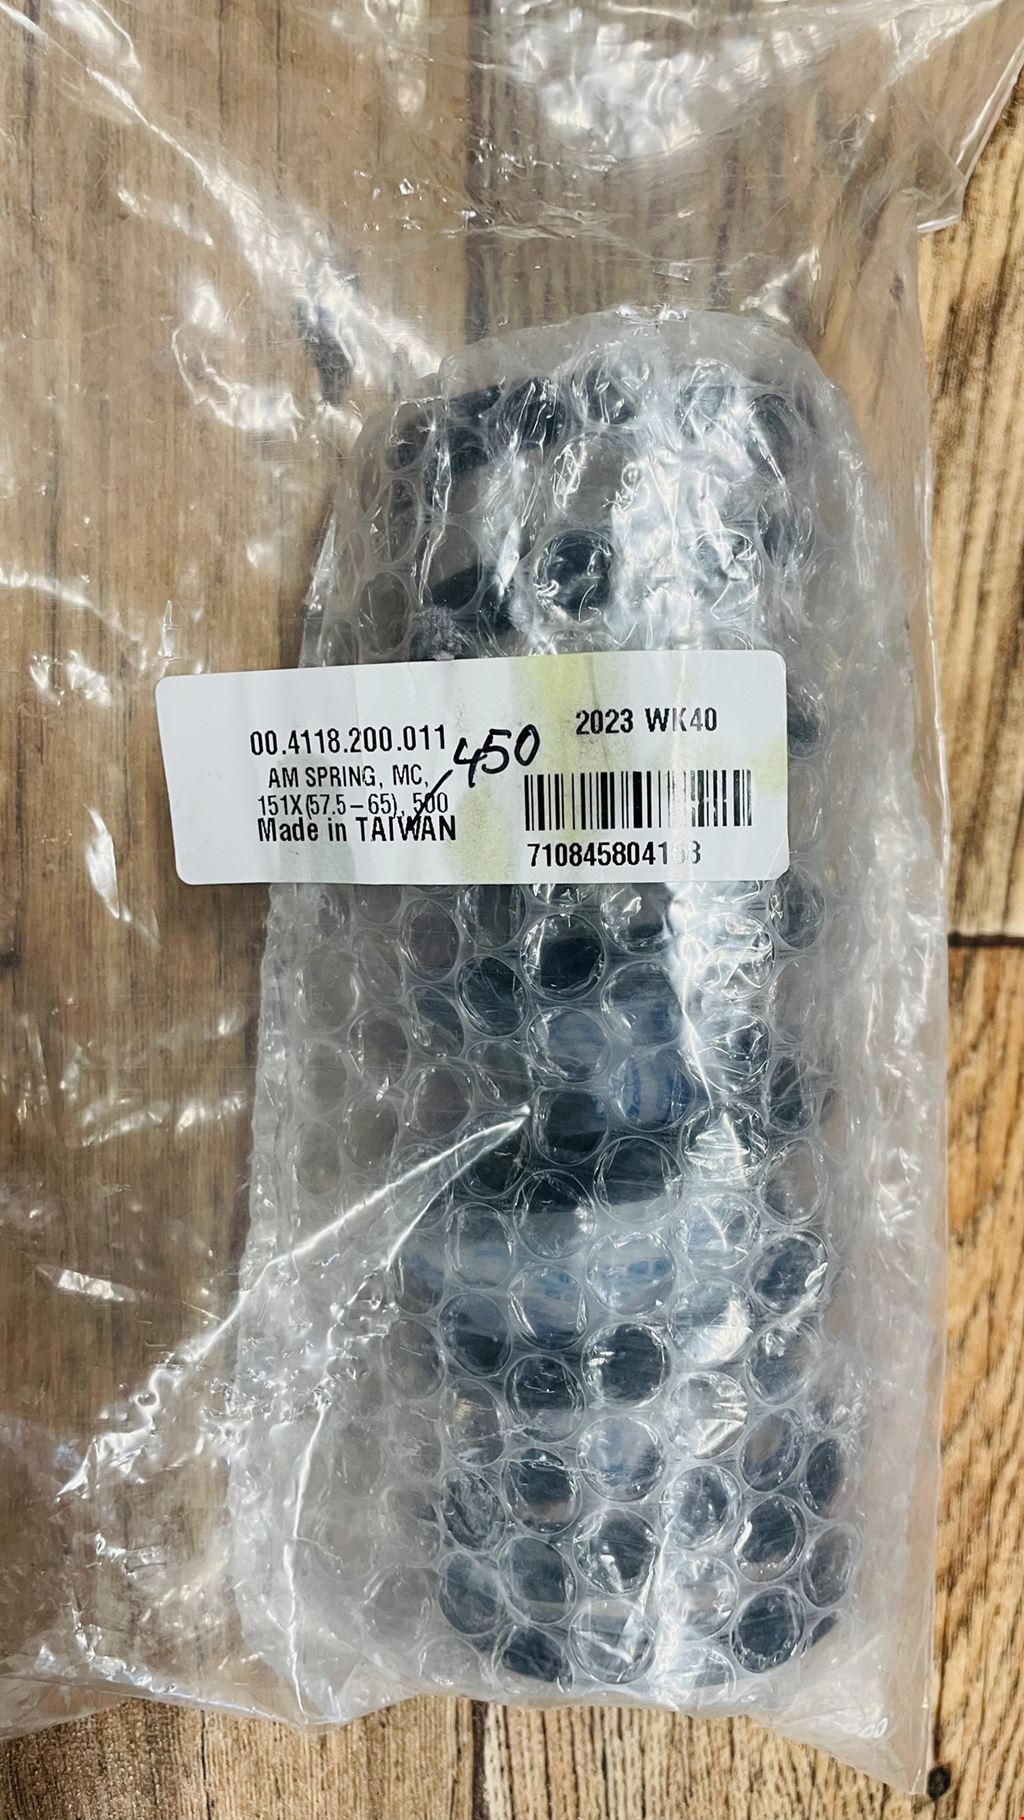 00.4118.200.011
450
2023 WK40
AM SPRING, MC,
151X(57.5-65), 500
Made in TAIWAN